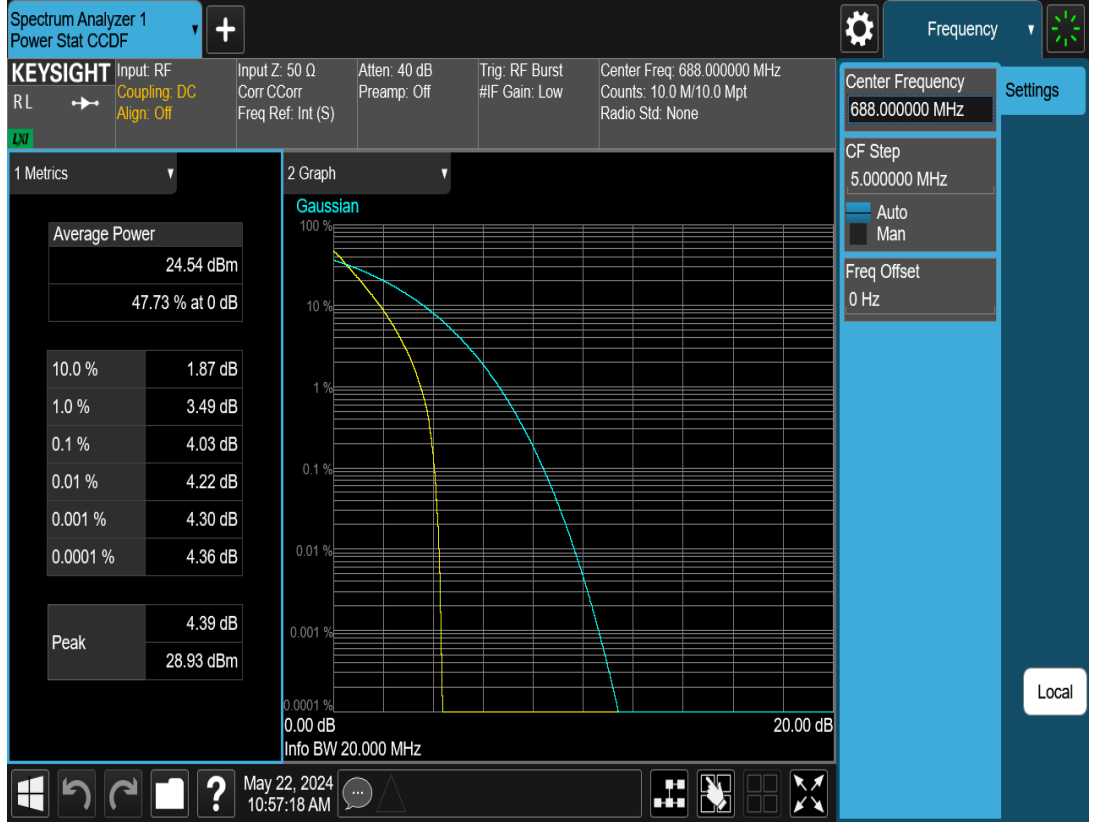 Spectrum Analyzer 1
Power Stat CCDF
+
Frequency
KEYSIGHT
RL
LXI
Input: RF
Coupling: DC
Align: Off
Input Z: 50 Ω
Corr CCorr
Freq Ref: Int (S)
Atten: 40 dB
Preamp: Off
Trig: RF Burst
#IF Gain: Low
Center Freq: 688.000000 MHz
Counts: 10.0 M/10.0 Mpt
Radio Std: None
Center Frequency
688.000000 MHz
Settings
CF Step
5.000000 MHz
Auto
Man
Freq Offset
0 Hz
Local
1 Metrics
Average Power
24.54 dBm
47.73 % at 0 dB
10.0 % 1.87 dB
1.0 % 3.49 dB
0.1 % 4.03 dB
0.01 % 4.22 dB
0.001 % 4.30 dB
0.0001 % 4.36 dB
Peak 4.39 dB
28.93 dBm
2 Graph
Gaussian
100 %
10 %
1 %
0.1 %
0.01 %
0.001 %
0.0001 %
0.00 dB 20.00 dB
Info BW 20.000 MHz
?
May 22, 2024
10:57:18 AM